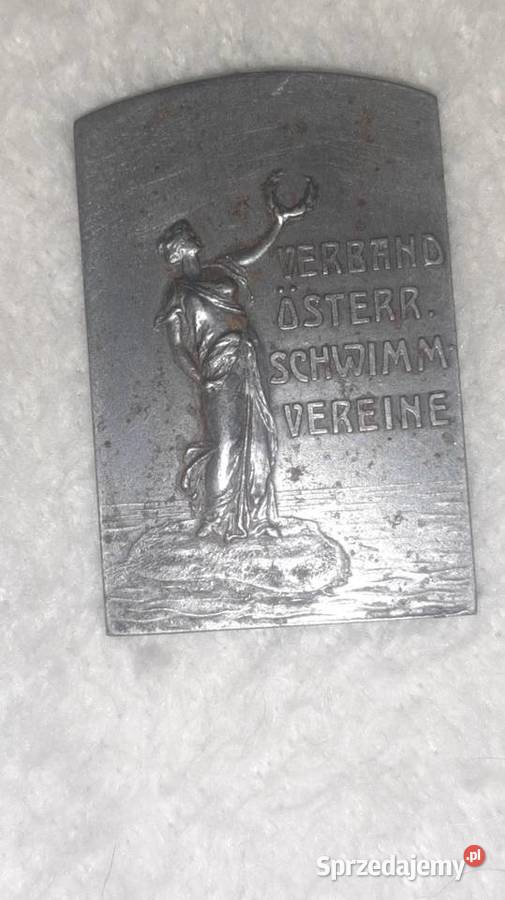 VERBAND
ÖSTERR.
SCHWIMM-
VEREINE
Sprzedajemy.pl